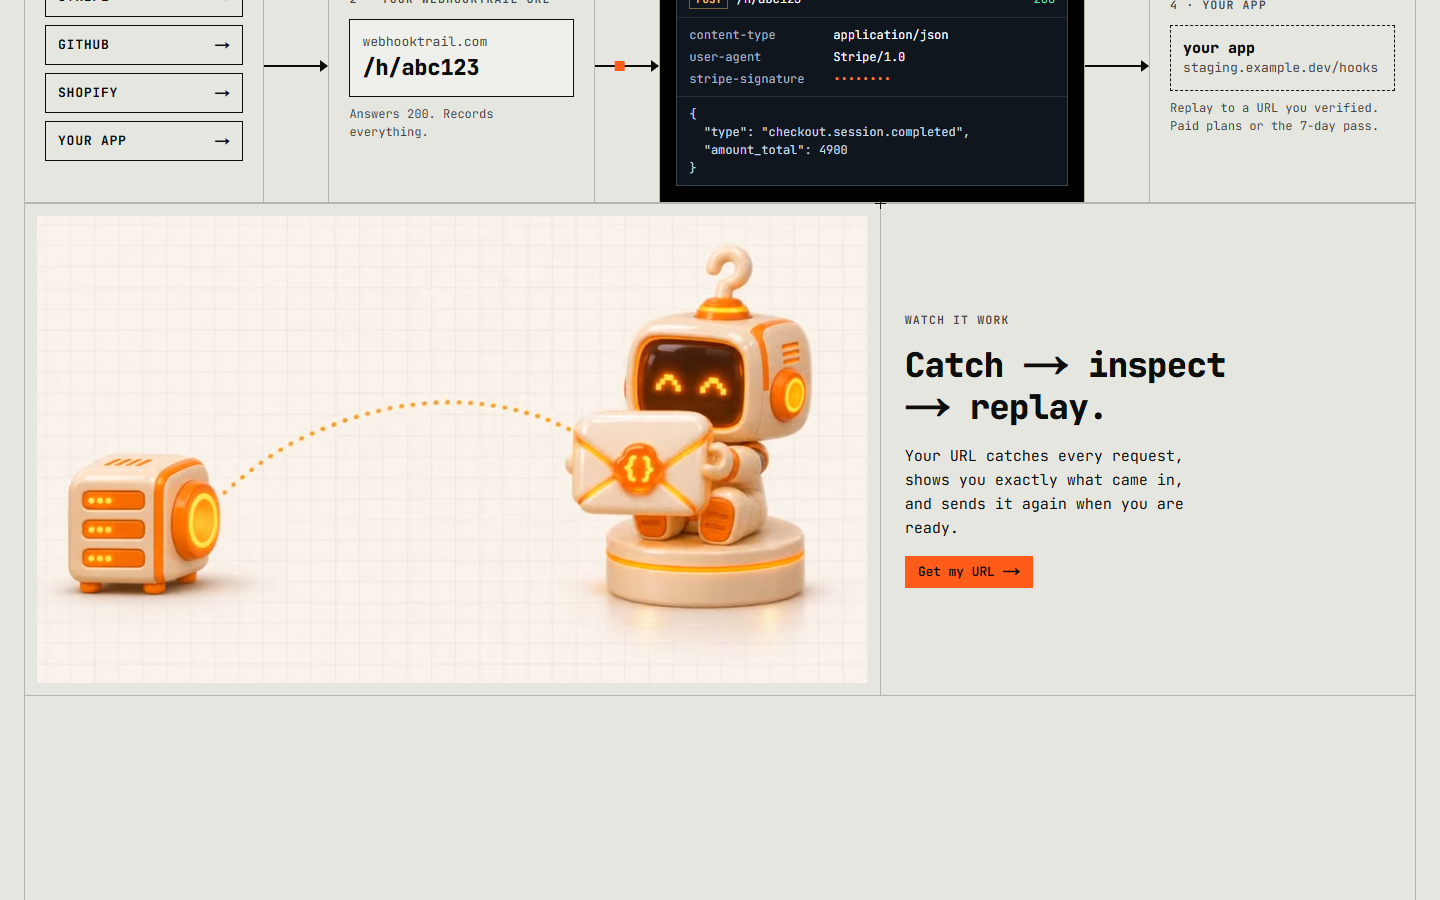 GITHUB →
SHOPIFY →
YOUR APP →
webhooktrail.com
/h/abc123
Answers 200. Records
everything.
content-type application/json
user-agent Stripe/1.0
stripe-signature ••••••••
{
"type": "checkout.session.completed",
"amount_total": 4900
}
4 · YOUR APP
your app
staging.example.dev/hooks
Replay to a URL you verified.
Paid plans or the 7-day pass.
{}
WATCH IT WORK
Catch → inspect
→ replay.
Your URL catches every request,
shows you exactly what came in,
and sends it again when you are
ready.
Get my URL →